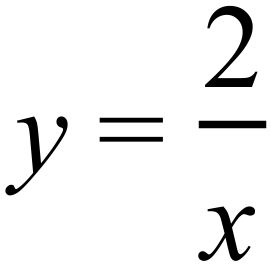 y = 2/x